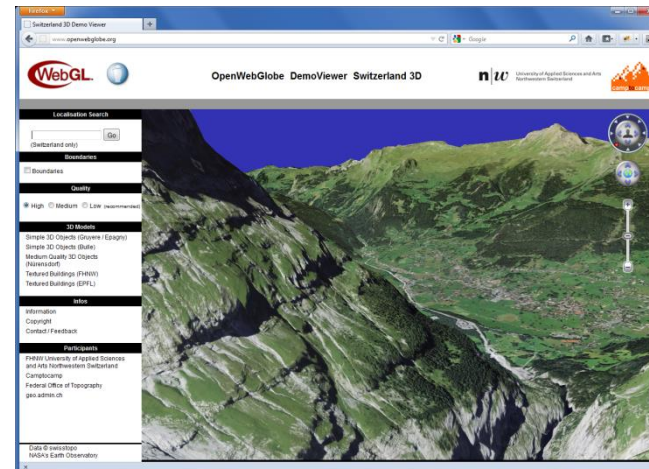 Firefox
Switzerland 3D Demo Viewer
www.openwebglobe.org
Google
WebGL
OpenWebGlobe DemoViewer Switzerland 3D
n|w University of Applied Sciences and Arts
Northwestern Switzerland
camptocamp
Localisation Search
Go
(Switzerland only)
Boundaries
Boundaries
Quality
High Medium Low (recommended)
3D Models
Simple 3D Objects (Gruyere / Epagny)
Simple 3D Objects (Bulle)
Medium Quality 3D Objects
(Nürensdorf)
Textured Buildings (FHNW)
Textured Buildings (EPFL)
Infos
Information
Copyright
Contact / Feedback
Participants
FHNW University of Applied Sciences
and Arts Northwestern Switzerland
Camptocamp
Federal Office of Topography
geo.admin.ch
Data © swisstopo
NASA's Earth Observatory